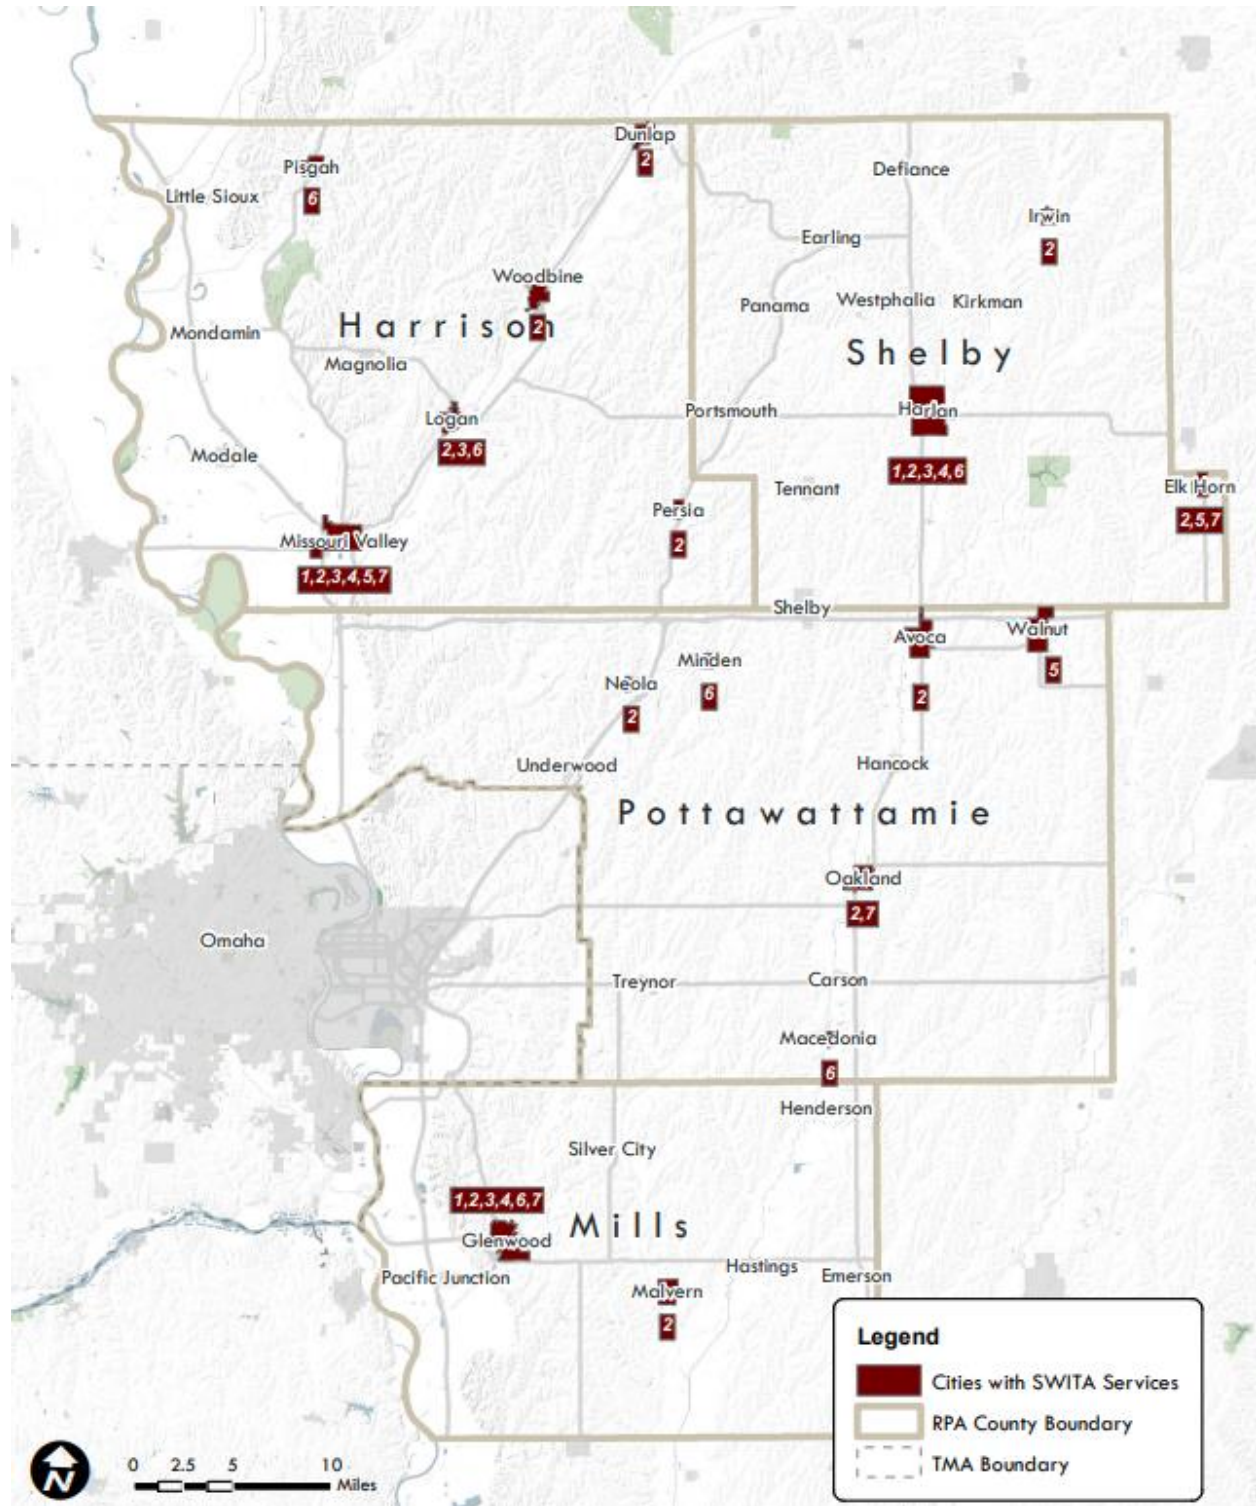 Dunlap
2
Pisgah
6
Defiance
Little Sioux
Irwin
2
Earling
Woodbine
2
Panama
Westphalia
Kirkman
Harrison
Mondamin
Magnolia
Shelby
Logan
2,3,6
Portsmouth
Harlan
1,2,3,4,6
Modale
Tennant
Elk Horn
2,5,7
Persia
2
Missouri Valley
1,2,3,4,5,7
Shelby
Avoca
2
Walnut
5
Minden
6
Neola
2
Underwood
Hancock
Pottawattamie
Oakland
2,7
Omaha
Treynor
Carson
Macedonia
6
Henderson
Silver City
1,2,3,4,6,7
Glenwood
Mills
Pacific Junction
Hastings
Emerson
Malvern
2
Legend
Cities with SWITA Services
RPA County Boundary
TMA Boundary
N
0 2.5 5 10
Miles